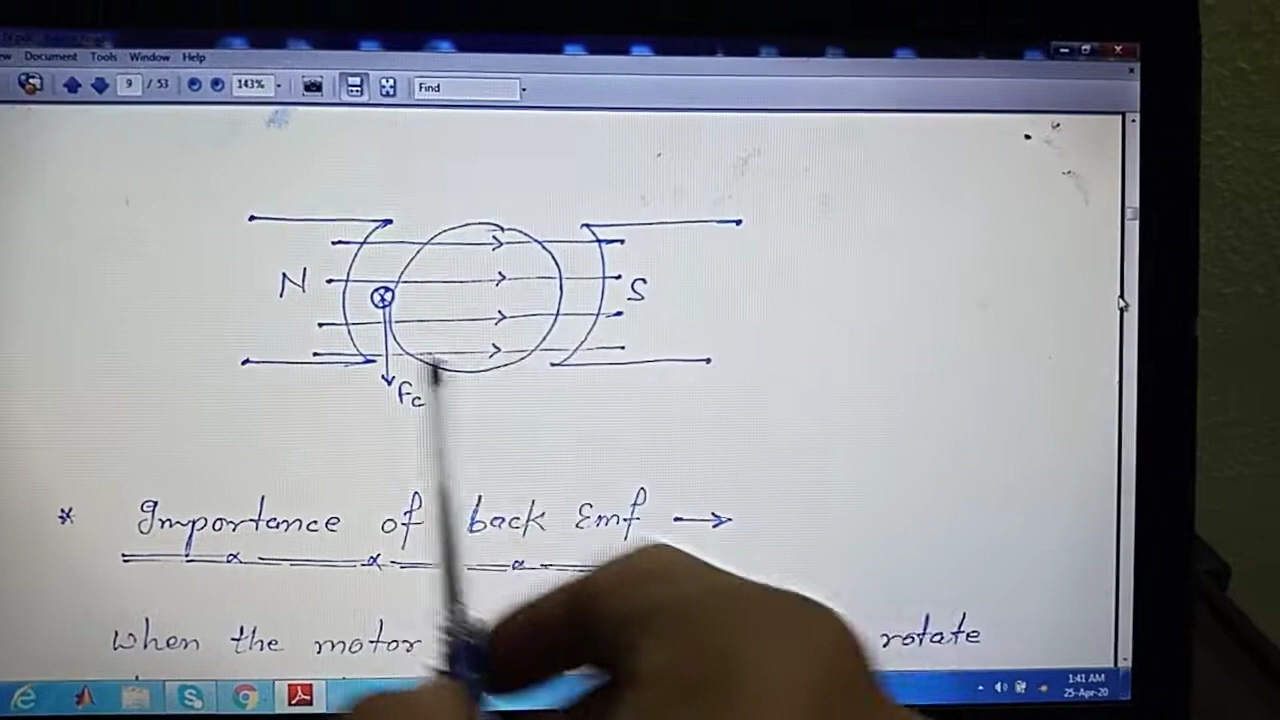 Document Tools Window Help
9 / 53 143% Find
N S
Fc
* Importance of back Emf →
when the motor rotate
1:41 AM
25-Apr-20